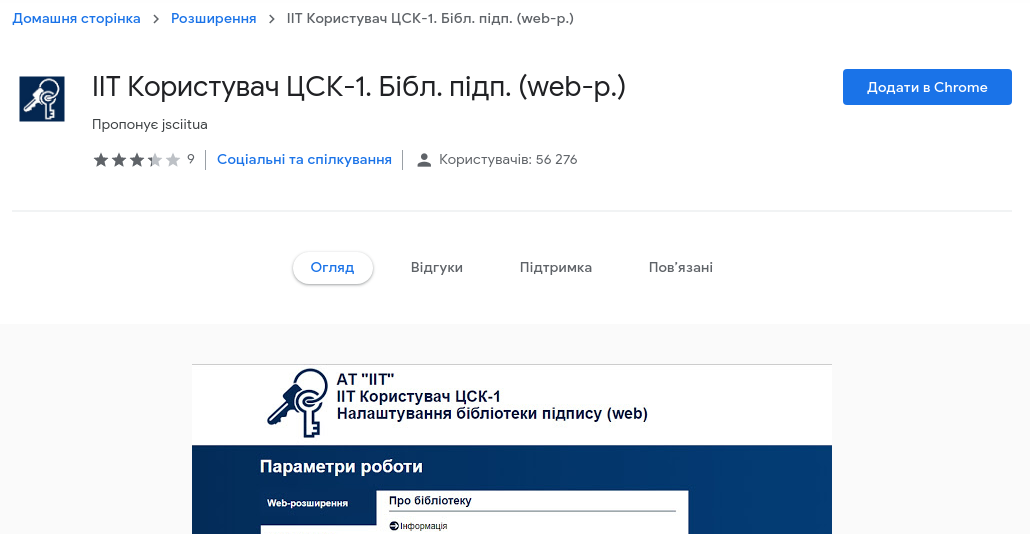 Домашня сторінка > Розширення > ІІТ Користувач ЦСК-1. Бібл. підп. (web-р.)
ІІТ Користувач ЦСК-1. Бібл. підп. (web-р.)
Додати в Chrome
Пропонує jsciitua
9 Соціальні та спілкування Користувачів: 56 276
Огляд Відгуки Підтримка Пов’язані
АТ "ІІТ"
ІІТ Користувач ЦСК-1
Налаштування бібліотеки підпису (web)
Параметри роботи
Web-розширення
Про бібліотеку
Інформація